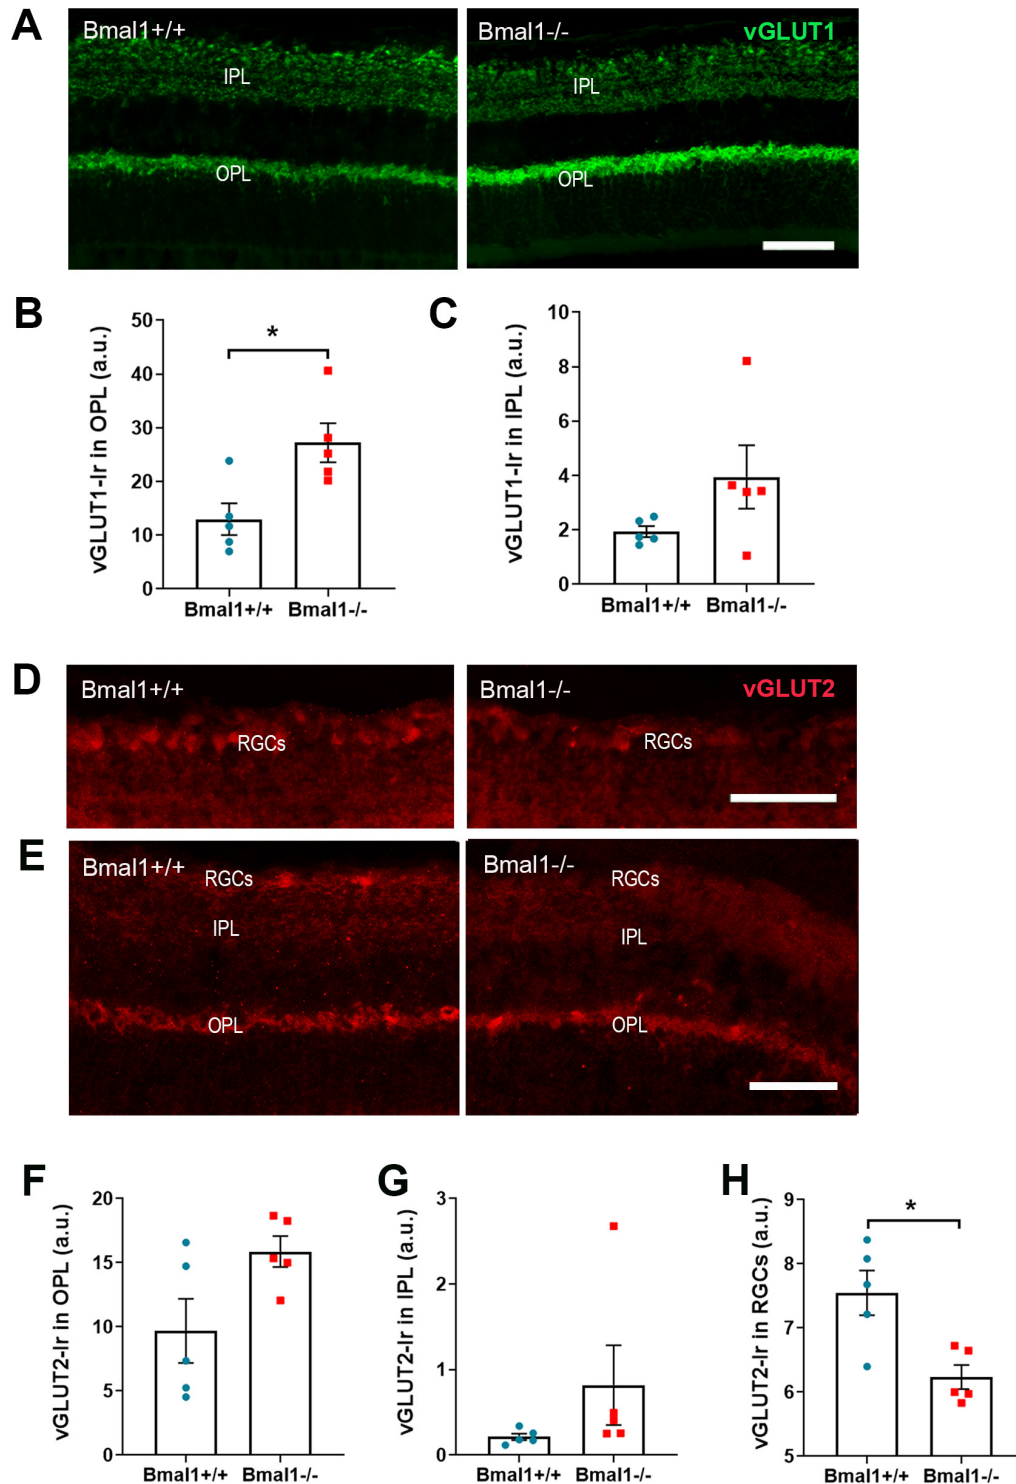 A
Bmal1+/+
IPL
OPL
Bmal1-/-
vGLUT1
IPL
OPL
B
vGLUT1-Ir in OPL (a.u.)
50
40
30
20
10
0
*
Bmal1+/+ Bmal1-/-
C
vGLUT1-Ir in IPL (a.u.)
10
8
6
4
2
0
Bmal1+/+ Bmal1-/-
D
Bmal1+/+
RGCs
Bmal1-/-
vGLUT2
RGCs
E
Bmal1+/+
RGCs
IPL
OPL
Bmal1-/-
RGCs
IPL
OPL
F
vGLUT2-Ir in OPL (a.u.)
20
15
10
5
0
Bmal1+/+ Bmal1-/-
G
vGLUT2-Ir in IPL (a.u.)
3
2
1
0
Bmal1+/+ Bmal1-/-
H
vGLUT2-Ir in RGCs (a.u.)
9
8
7
6
5
*
Bmal1+/+ Bmal1-/-